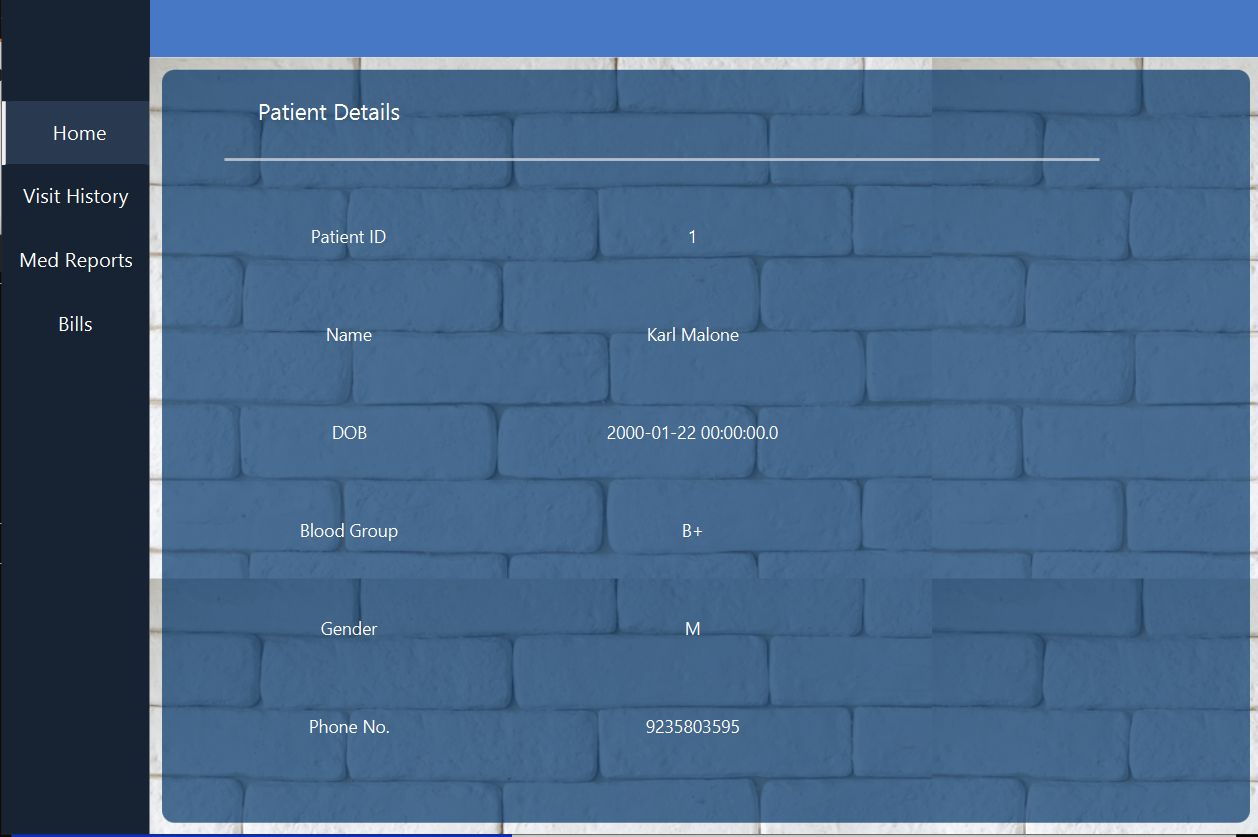 Home
Visit History
Med Reports
Bills
Patient Details
Patient ID 1
Name Karl Malone
DOB 2000-01-22 00:00:00.0
Blood Group B+
Gender M
Phone No. 9235803595